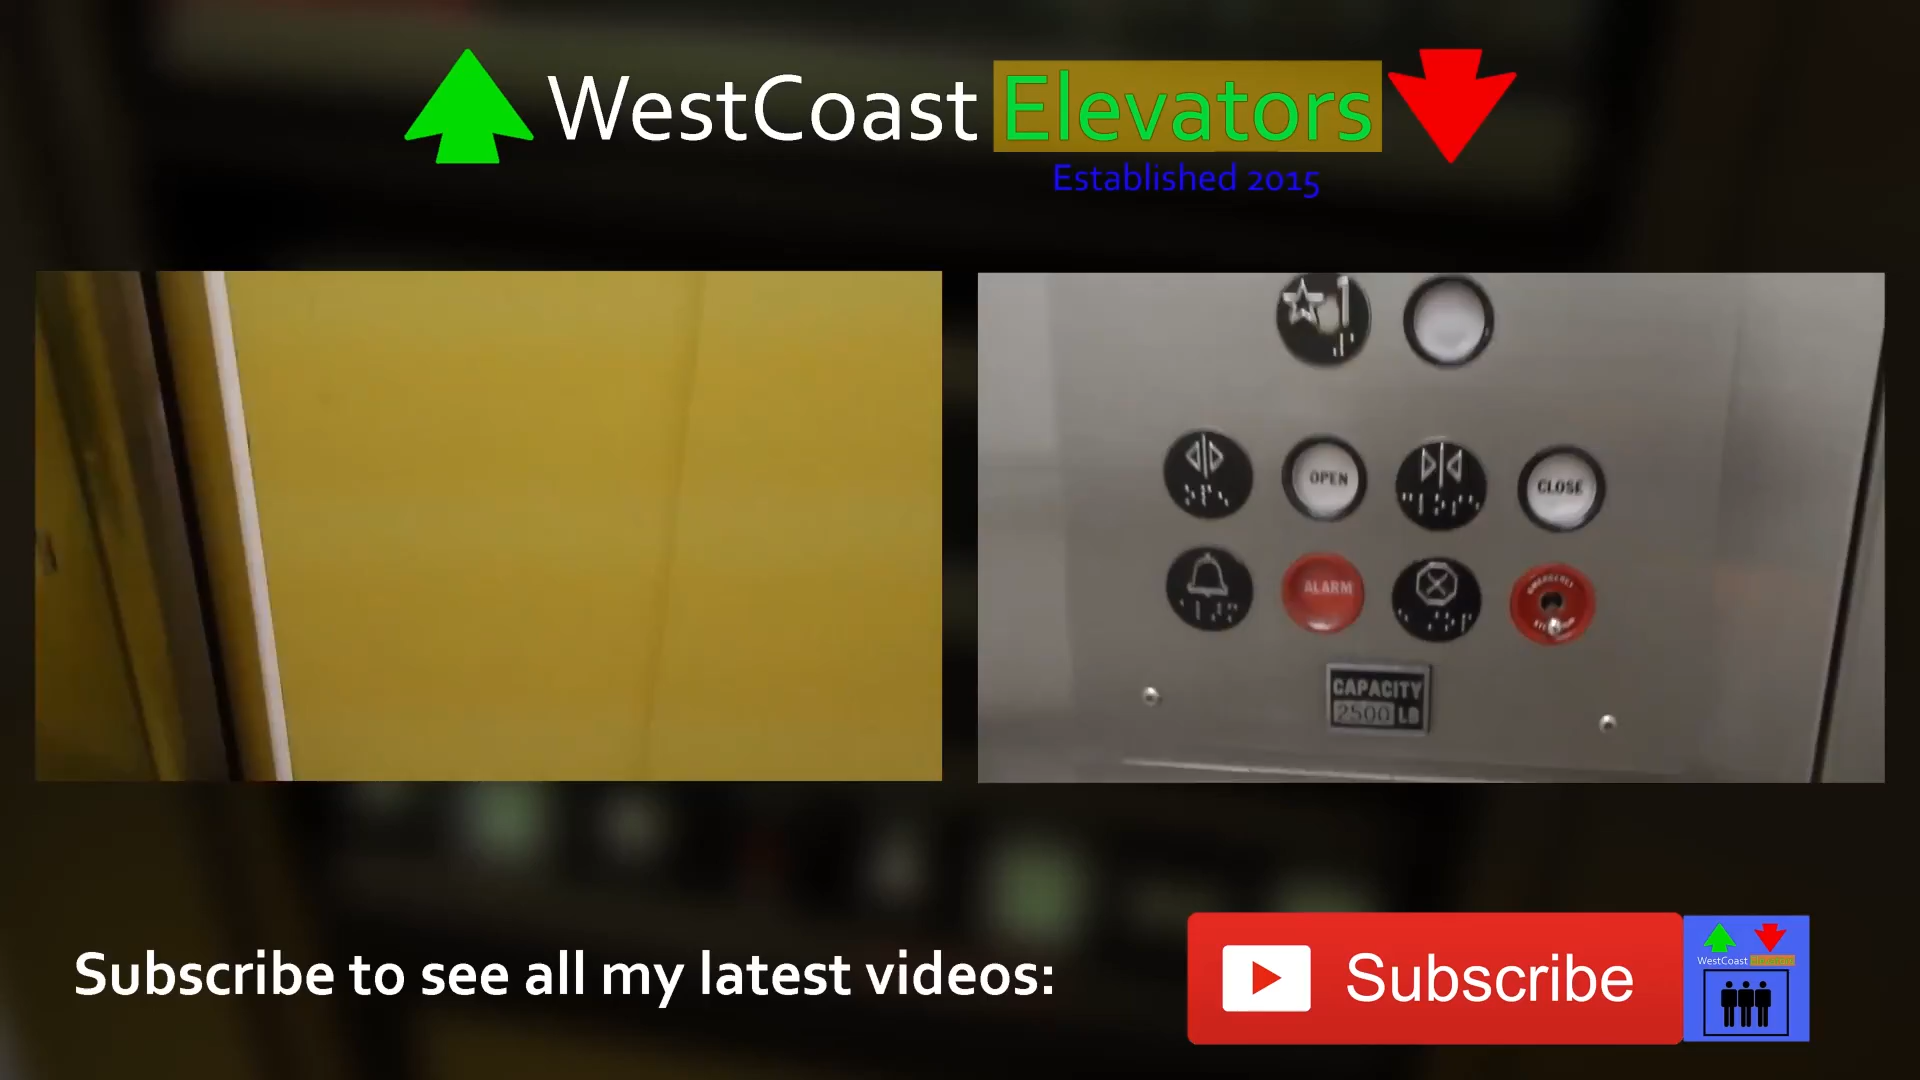 WestCoast Elevators
Established 2015
1
OPEN
CLOSE
ALARM
CAPACITY
2500 LB
Subscribe to see all my latest videos:
Subscribe
WestCoast